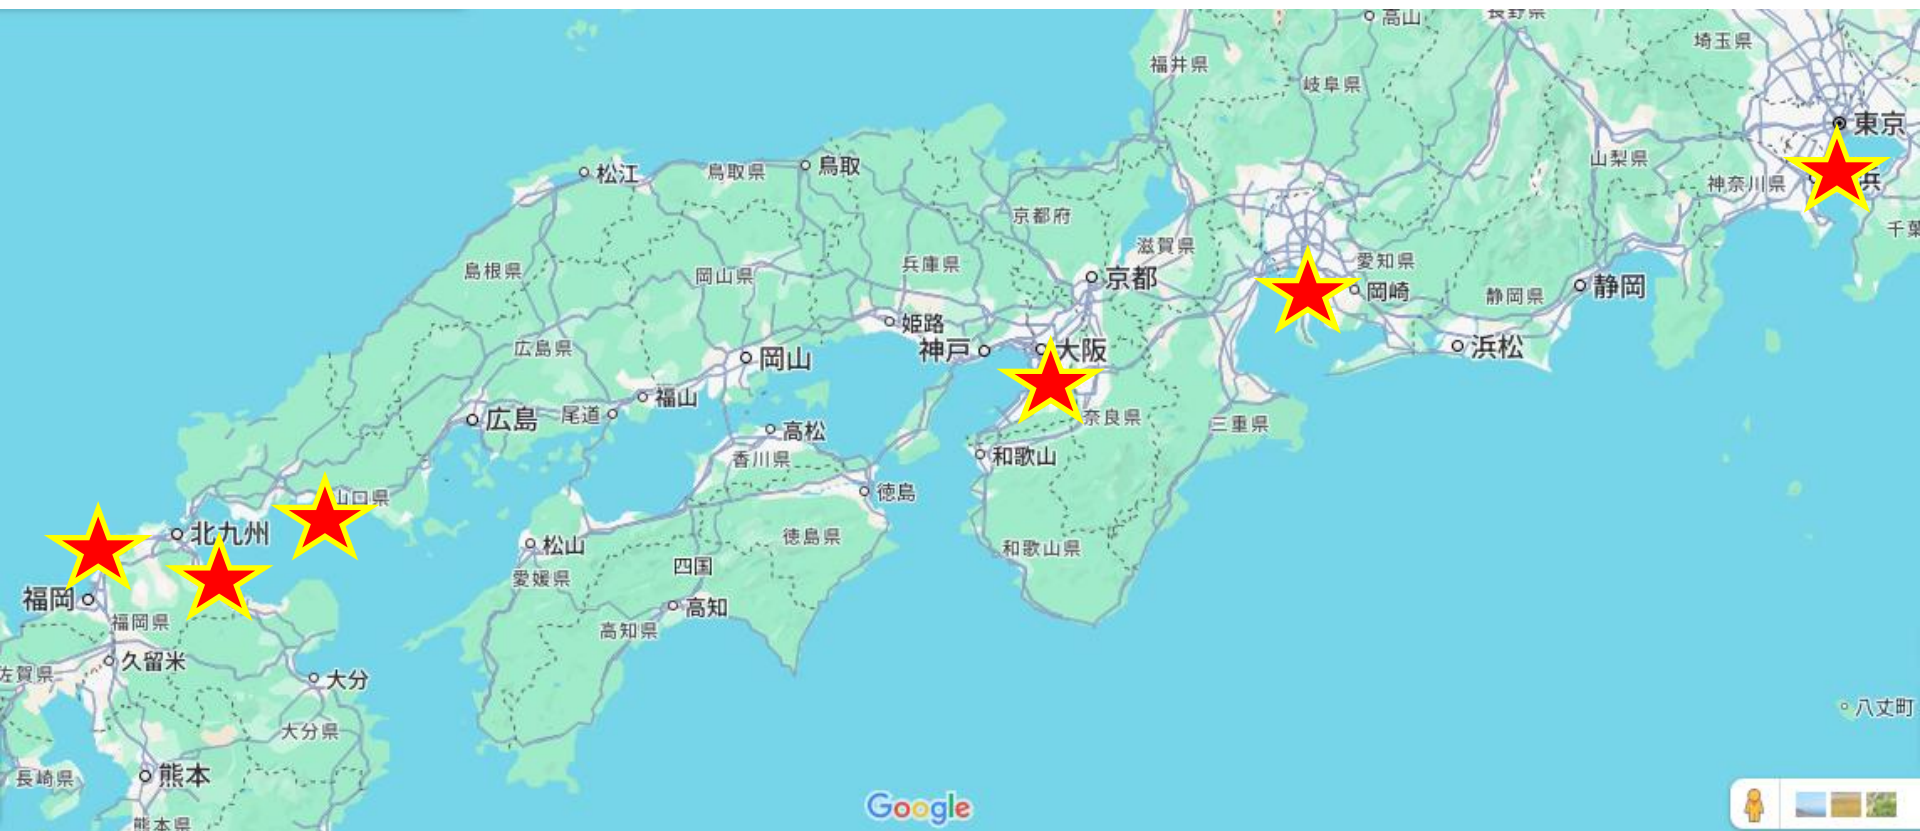 高山
長野県
埼玉県
福井県
岐阜県
東京
山梨県
松江
鳥取県
鳥取
神奈川県
浜
京都府
千葉
滋賀県
島根県
岡山県
兵庫県
京都
愛知県
岡崎
静岡県
静岡
姫路
広島県
神戸
大阪
浜松
岡山
福山
尾道
広島
奈良県
三重県
高松
香川県
和歌山
山口県
徳島
北九州
松山
徳島県
和歌山県
四国
愛媛県
福岡
高知
福岡県
高知県
久留米
佐賀県
大分
八丈町
大分県
長崎県
熊本
Google
熊本県